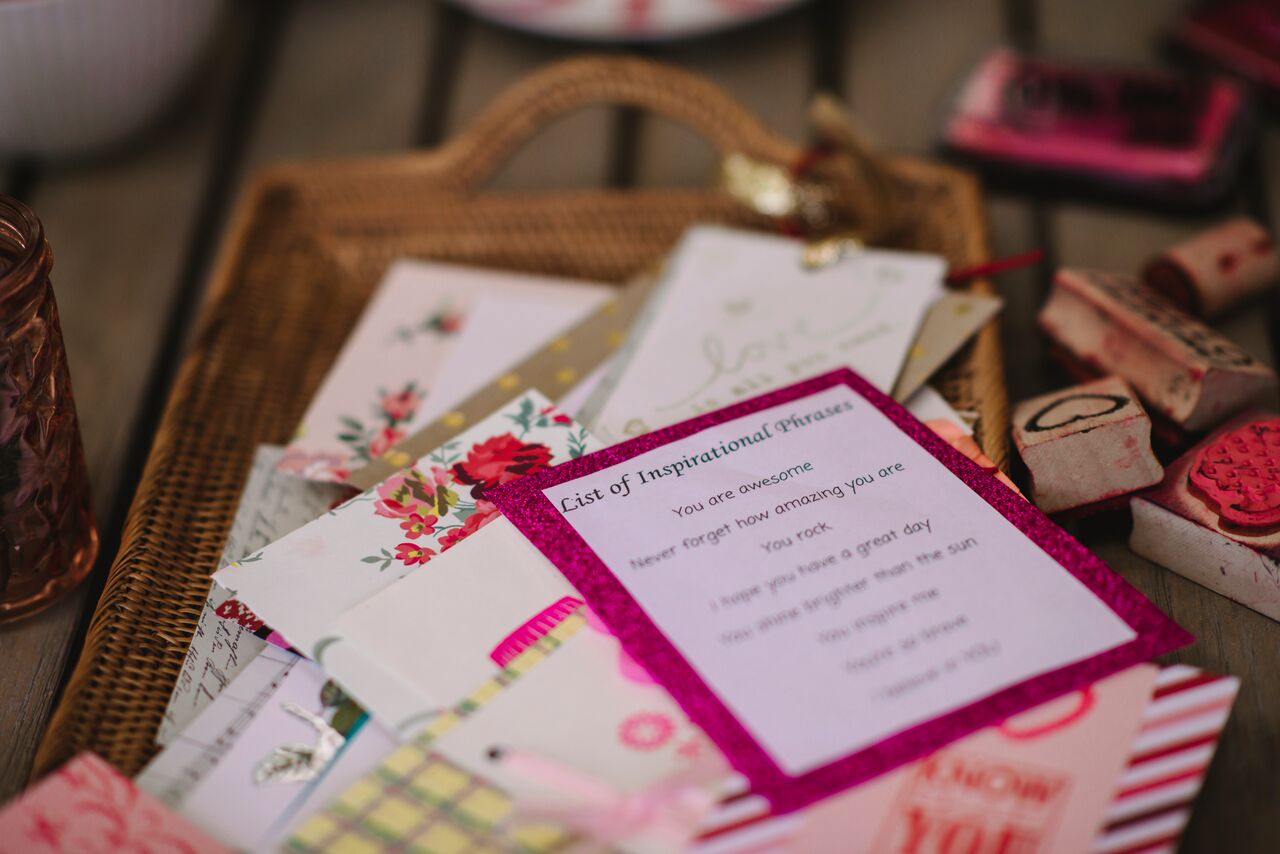 love
is all you need
List of Inspirational Phrases
You are awesome
Never forget how amazing you are
You rock
I hope you have a great day
You shine brighter than the sun
You inspire me
You're so brave
I believe in YOU
KNOW
YOU